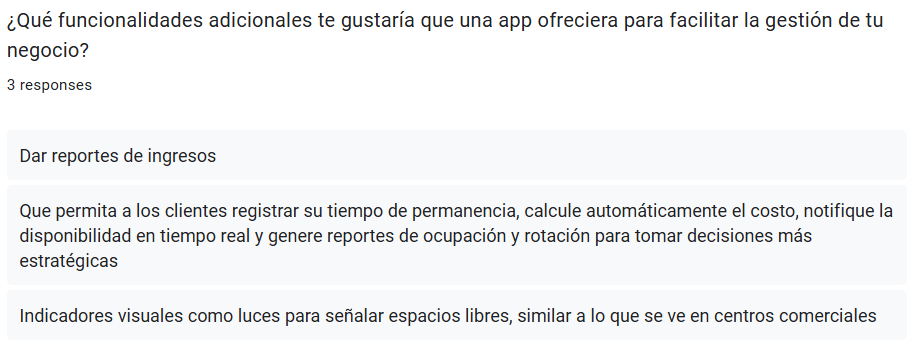 ¿Qué funcionalidades adicionales te gustaría que una app ofreciera para facilitar la gestión de tu
negocio?
3 responses
Dar reportes de ingresos
Que permita a los clientes registrar su tiempo de permanencia, calcule automáticamente el costo, notifique la
disponibilidad en tiempo real y genere reportes de ocupación y rotación para tomar decisiones más
estratégicas
Indicadores visuales como luces para señalar espacios libres, similar a lo que se ve en centros comerciales